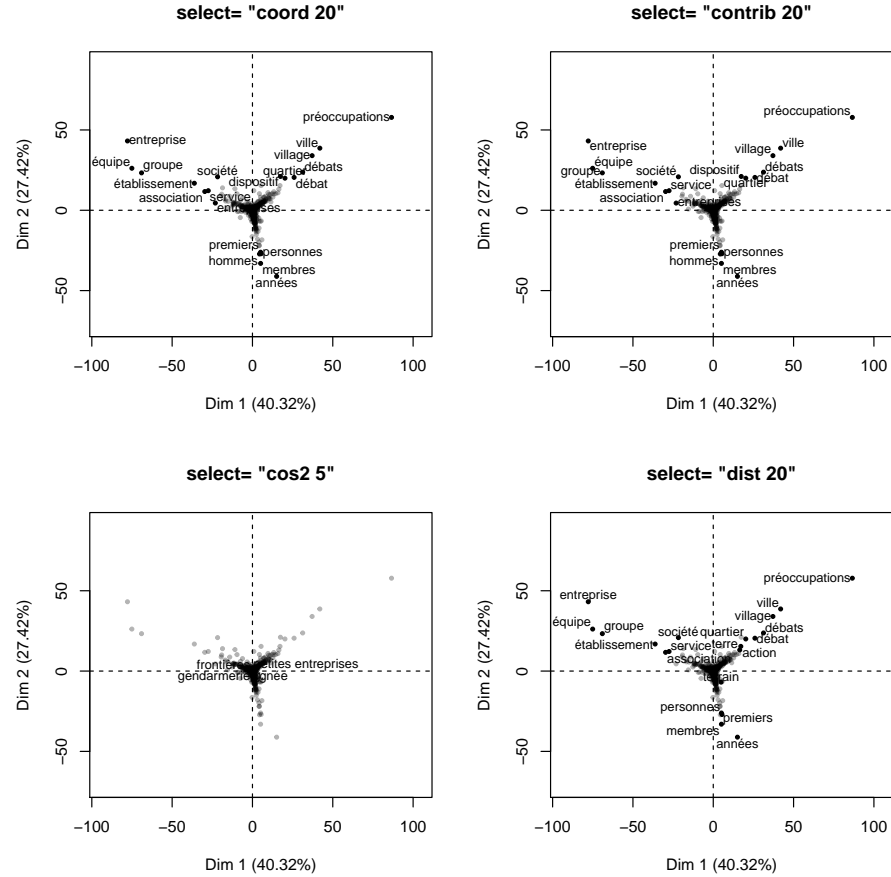 select= "coord 20"
préoccupations
ville
village
entreprise
équipe
groupe
société
quartier
débats
établissement
dispositif
débat
association
service
entreprises
premiers
personnes
hommes
membres
années
−100
−50
0
50
100
−50
0
50
Dim 1 (40.32%)
Dim 2 (27.42%)
select= "contrib 20"
préoccupations
ville
village
entreprise
équipe
groupe
dispositif
débats
société
établissement
quartier
débat
service
association
entreprises
premiers
personnes
hommes
membres
années
−100
−50
0
50
100
−50
0
50
Dim 1 (40.32%)
Dim 2 (27.42%)
select= "cos2 5"
gendarmerie
−100
−50
0
50
100
−50
0
50
Dim 1 (40.32%)
Dim 2 (27.42%)
select= "dist 20"
préoccupations
entreprise
ville
village
équipe
groupe
société
quartier
débats
établissement
service
terre
débat
association
action
terrain
personnes
premiers
membres
années
−100
−50
0
50
100
−50
0
50
Dim 1 (40.32%)
Dim 2 (27.42%)